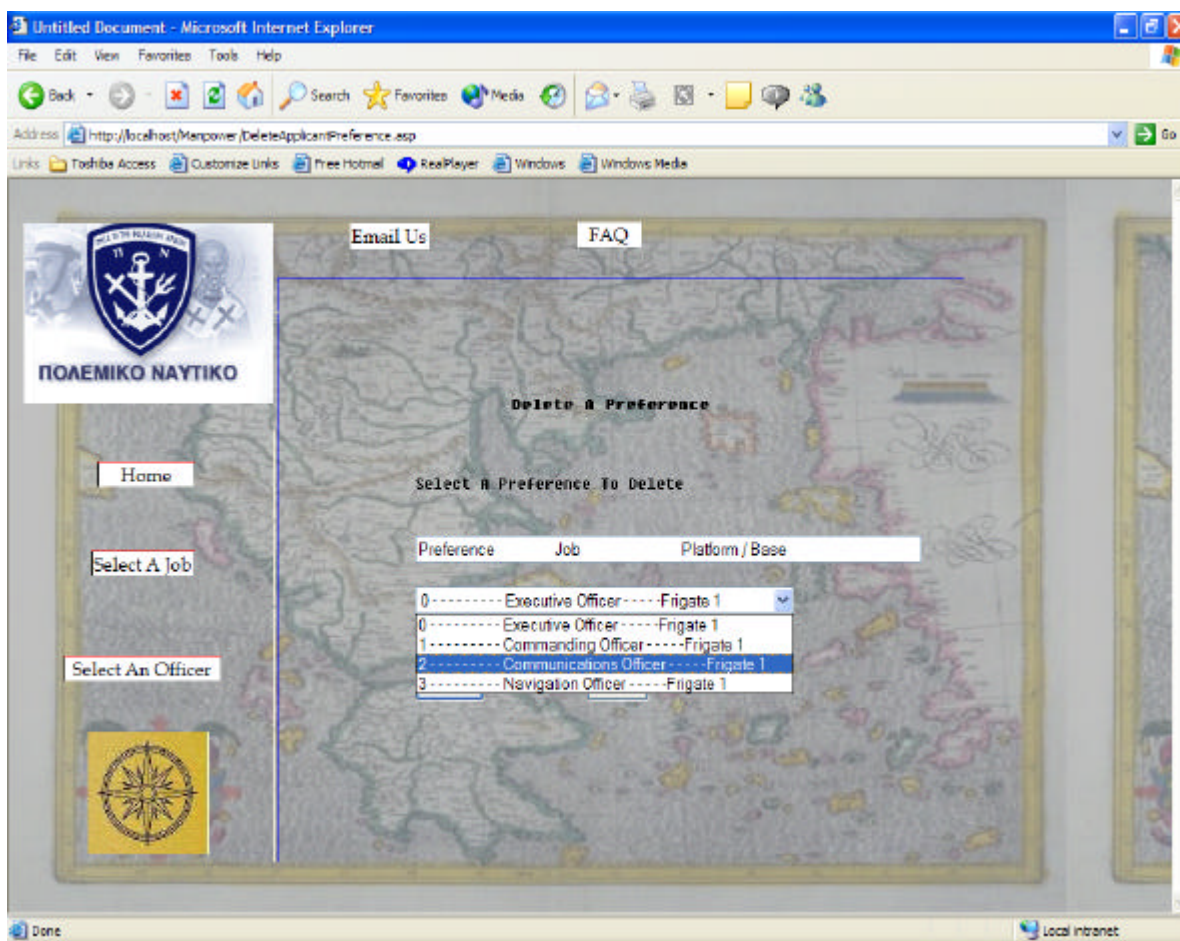 Untitled Document - Microsoft Internet Explorer
File Edit View Favorites Tools Help
Back Search Favorites Media
Address http://localhost/Manpower/DeleteApplicantPreference.asp Go
Links Toshiba Access Customize Links Free Hotmail RealPlayer Windows Windows Media
Email Us FAQ
Π Ν
ΠΟΛΕΜΙΚΟ ΝΑΥΤΙΚΟ
Delete A Preference
Home
Select A Preference To Delete
Preference Job Platform / Base
Select A Job
0---------Executive Officer-----Frigate 1
0---------Executive Officer-----Frigate 1
1---------Commanding Officer-----Frigate 1
2---------Communications Officer-----Frigate 1
3---------Navigation Officer-----Frigate 1
Select An Officer
Done Local intranet